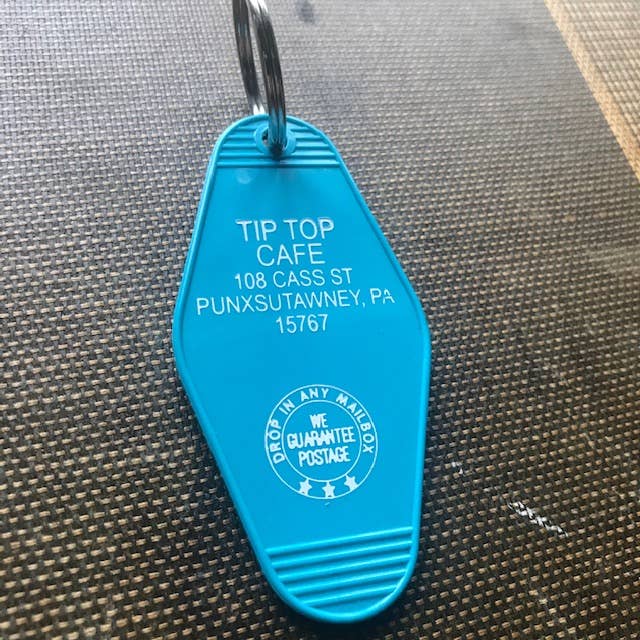 TIP TOP
CAFE
108 CASS ST
PUNXSUTAWNEY, PA
15767
DROP IN ANY MAILBOX
WE
GUARANTEE
POSTAGE